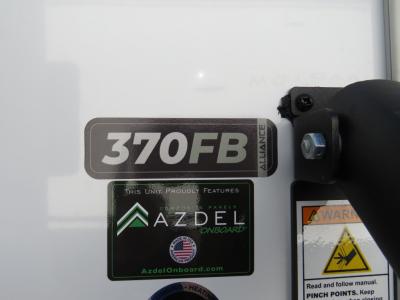 370FB
ALLIANCE
This Unit Proudly Features
COMPOSITE PANELS
AZDEL
ONBOARD
AzdelOnboard.com
WARN
Read and follow manual.
PINCH POINTS. Keep